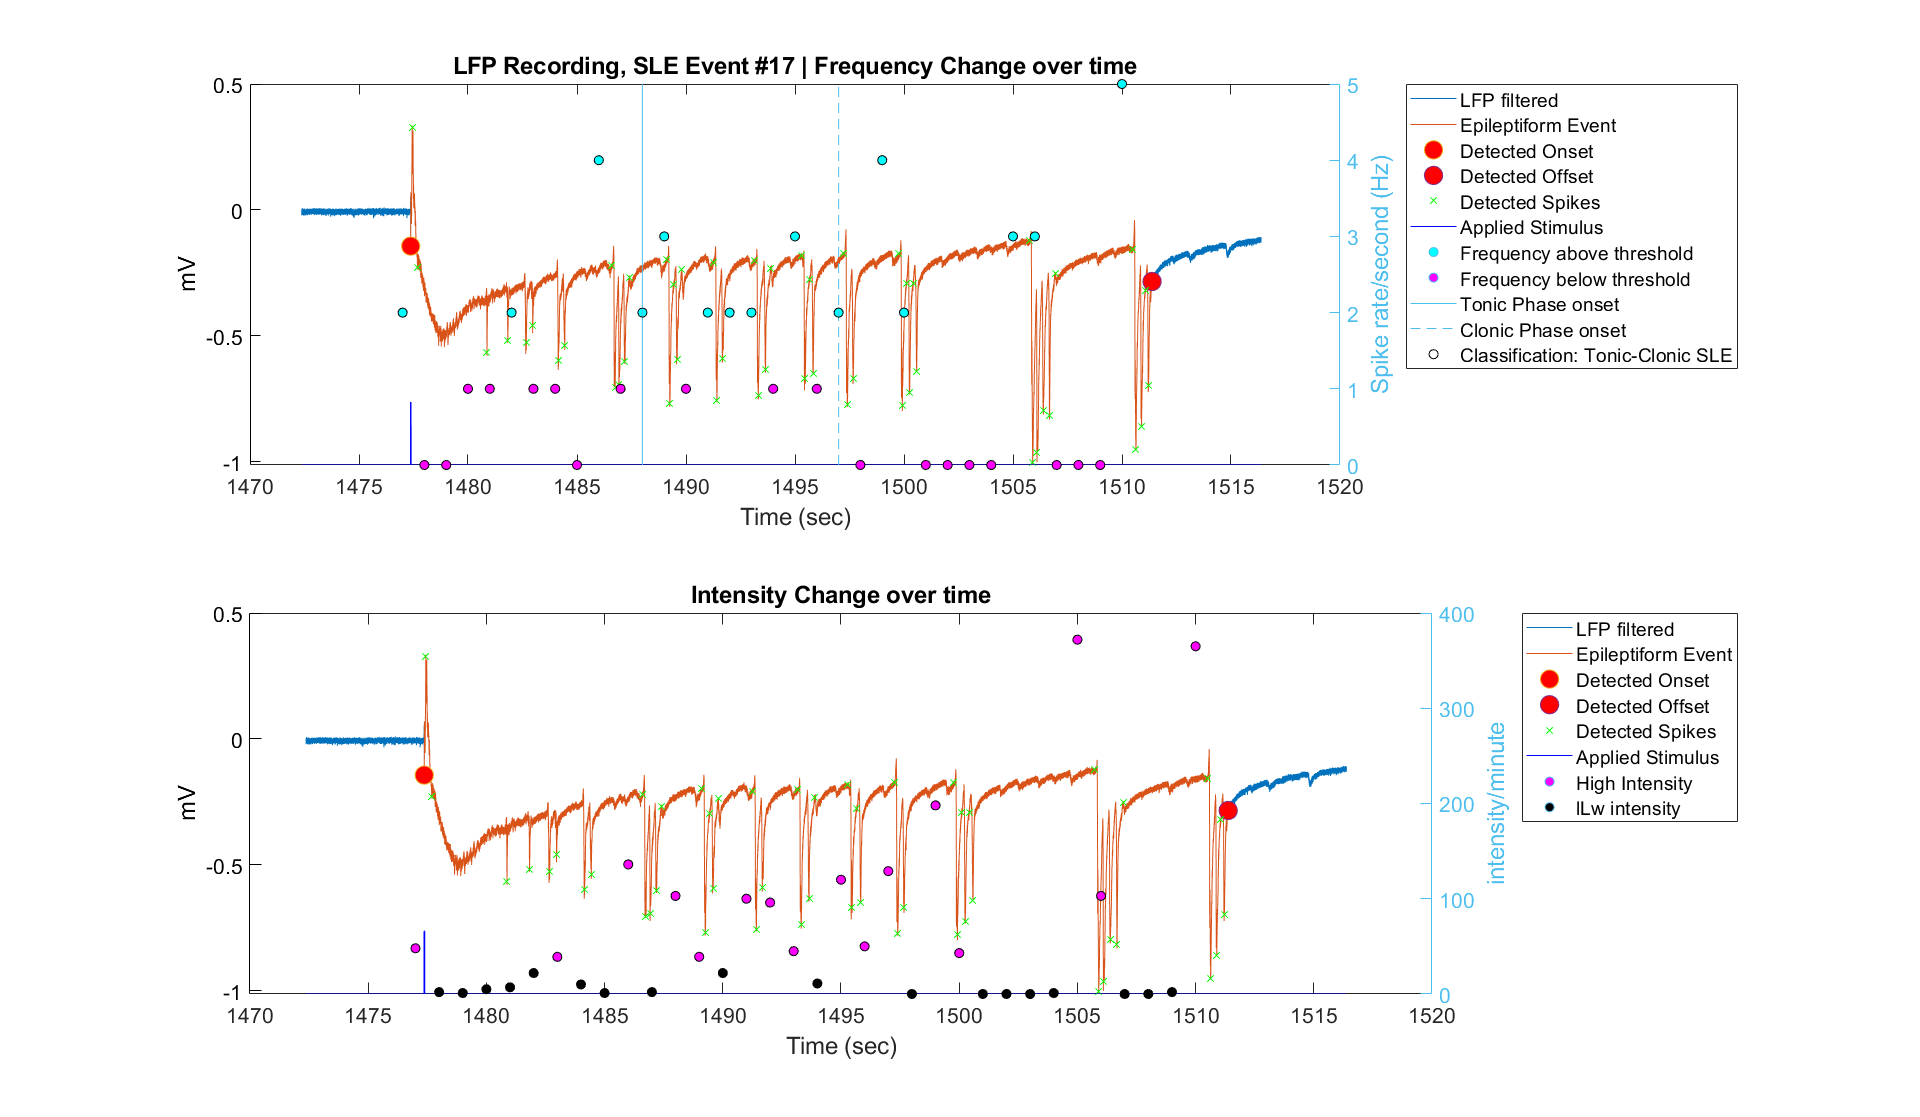 LFP Recording, SLE Event #17 | Frequency Change over time
0.5
0
-0.5
-1
mV
1470 1475 1480 1485 1490 1495 1500 1505 1510 1515 1520
Time (sec)
5
4
3
2
1
0
Spike rate/second (Hz)
LFP filtered
Epileptiform Event
Detected Onset
Detected Offset
Detected Spikes
Applied Stimulus
Frequency above threshold
Frequency below threshold
Tonic Phase onset
Clonic Phase onset
Classification: Tonic-Clonic SLE
Intensity Change over time
0.5
0
-0.5
-1
mV
1470 1475 1480 1485 1490 1495 1500 1505 1510 1515 1520
Time (sec)
400
300
200
100
0
intensity/minute
LFP filtered
Epileptiform Event
Detected Onset
Detected Offset
Detected Spikes
Applied Stimulus
High Intensity
lLw intensity